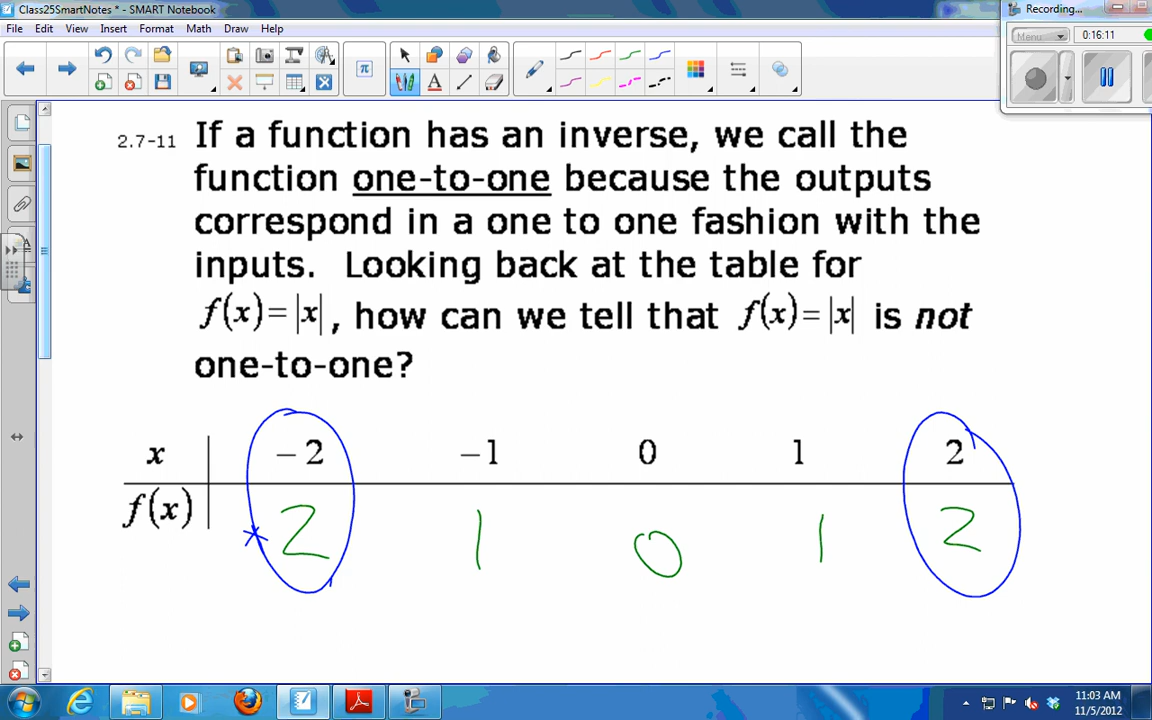 Class25SmartNotes * - SMART Notebook
Recording...
File Edit View Insert Format Math Draw Help
Menu
0:16:11
π
A
2.7-11 If a function has an inverse, we call the
function one-to-one because the outputs
correspond in a one to one fashion with the
inputs. Looking back at the table for
f(x)=|x|, how can we tell that f(x)=|x| is not
one-to-one?
x -2 -1 0 1 2
f(x) 2 1 0 1 2
11:03 AM
11/5/2012